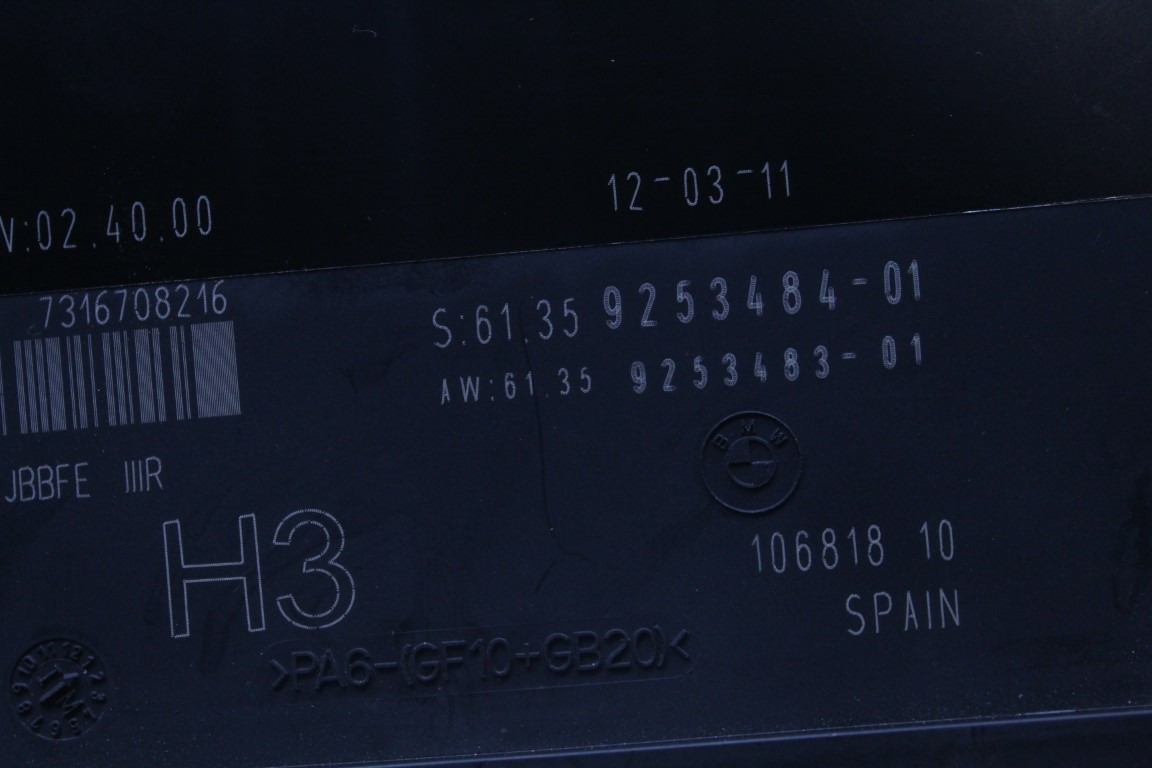 V:02.40.00
12-03-11
7316708216
S:61.35 9253484-01
AW:61.35 9253483-01
BMW
JBBFE IIIR
H3
106818 10
SPAIN
>PA6-(GF10+GB20)<